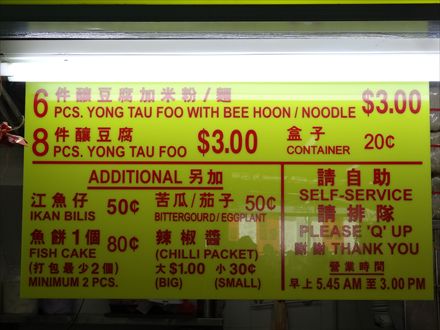 6 件釀豆腐加米粉/麵
PCS. YONG TAU FOO WITH BEE HOON / NOODLE $3.00
8 件釀豆腐
PCS. YONG TAU FOO $3.00
盒子
CONTAINER 20¢
ADDITIONAL 另加
江魚仔
IKAN BILIS 50¢
苦瓜/茄子
BITTERGOURD / EGGPLANT 50¢
魚餅1個
FISH CAKE 80¢
(打包最少2個)
MINIMUM 2 PCS.
辣椒醬
(CHILLI PACKET)
大$1.00 小30¢
(BIG) (SMALL)
請自助
SELF-SERVICE
請排隊
PLEASE 'Q' UP
謝謝 THANK YOU
營業時間
早上 5.45 AM 至 3.00 PM